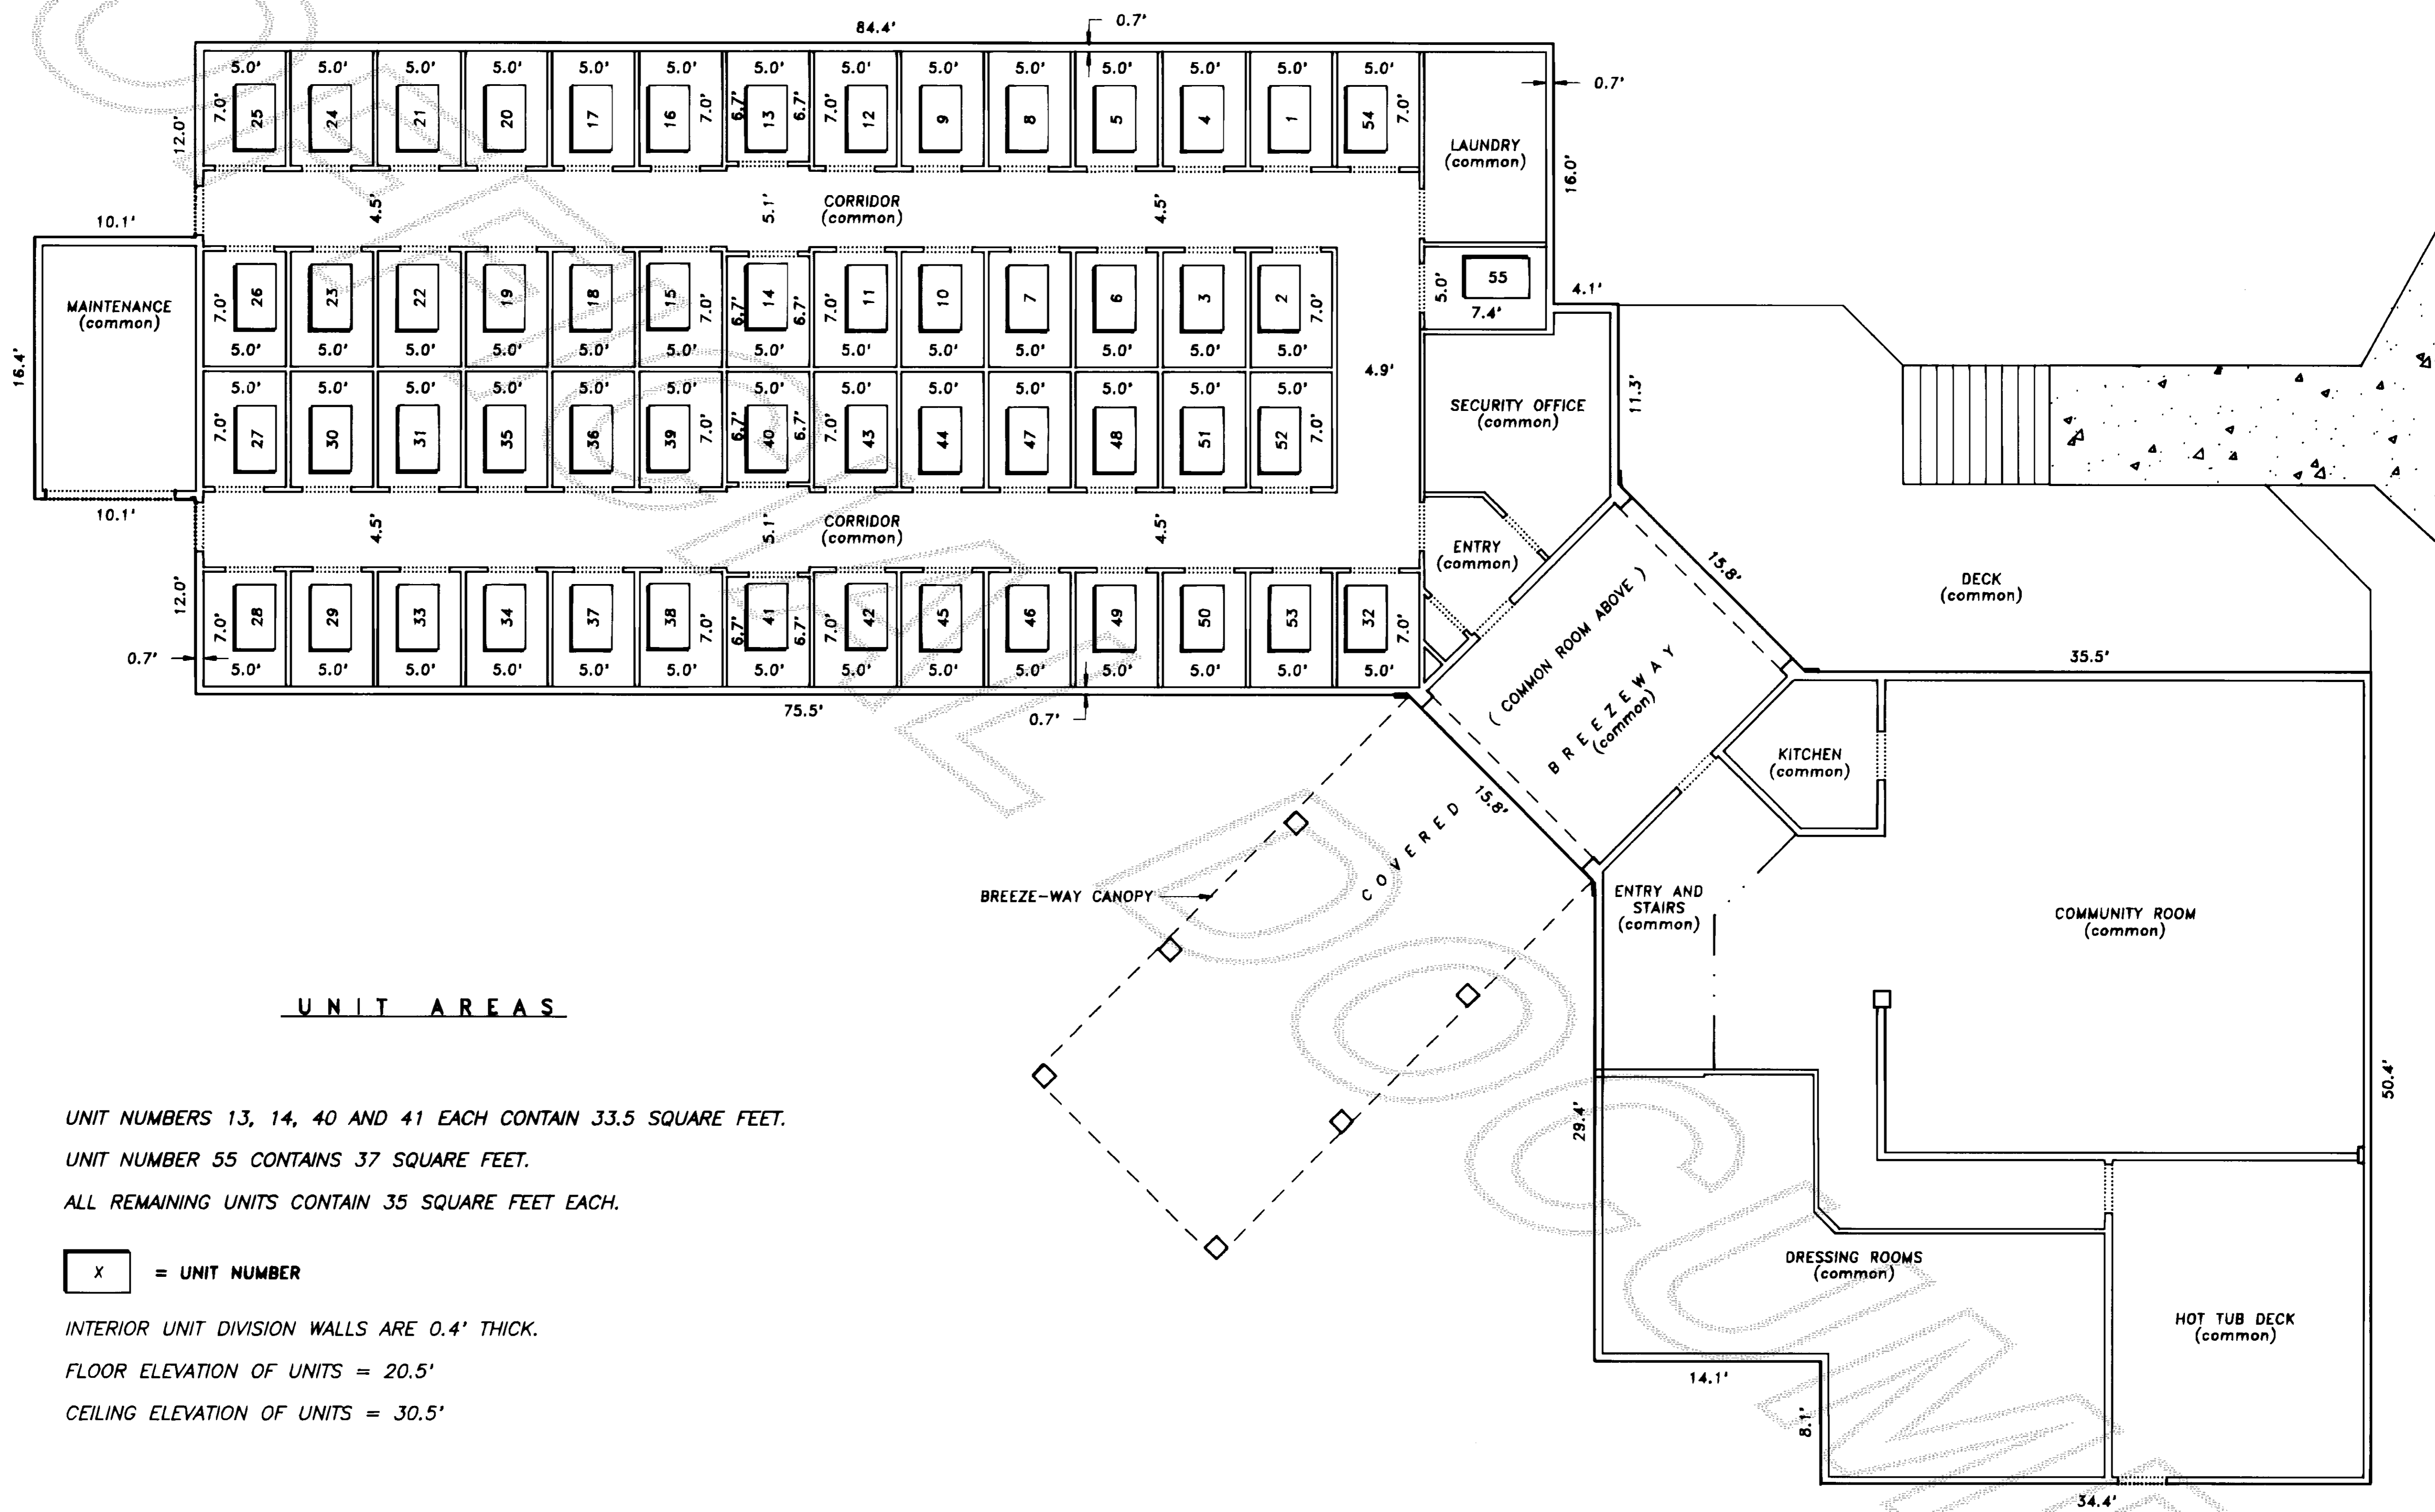 84.4'
0.7'
5.0' 5.0' 5.0' 5.0' 5.0' 5.0' 5.0' 5.0' 5.0' 5.0' 5.0' 5.0' 5.0' 5.0'
0.7'
12.0' 7.0' 25 24 21 20 17 16 7.0' 6.7' 13 6.7' 7.0' 12 9 8 5 4 1 54 7.0'
LAUNDRY
(common)
16.0'
4.5' 5.1' CORRIDOR
(common) 4.5'
10.1'
MAINTENANCE
(common)
16.4'
7.0' 26 23 22 19 18 15 7.0' 6.7' 14 6.7' 7.0' 11 10 7 6 3 2 7.0'
5.0' 55
7.4'
4.1'
5.0' 5.0' 5.0' 5.0' 5.0' 5.0' 5.0' 5.0' 5.0' 5.0' 5.0' 5.0' 5.0'
4.9'
5.0' 5.0' 5.0' 5.0' 5.0' 5.0' 5.0' 5.0' 5.0' 5.0' 5.0' 5.0' 5.0'
7.0' 27 30 31 35 36 39 7.0' 6.7' 40 6.7' 7.0' 43 44 47 48 51 52 7.0'
SECURITY OFFICE
(common)
11.3'
10.1'
4.5' 5.1' CORRIDOR
(common) 4.5'
ENTRY
(common)
12.0' 7.0' 28 29 33 34 37 38 7.0' 6.7' 41 6.7' 7.0' 42 45 46 49 50 53 32 7.0'
0.7'
5.0' 5.0' 5.0' 5.0' 5.0' 5.0' 5.0' 5.0' 5.0' 5.0' 5.0' 5.0' 5.0' 5.0'
75.5'
0.7'
15.8'
( COMMON ROOM ABOVE )
BREEZEWAY
(common)
15.8'
COVERED
BREEZE-WAY CANOPY
DECK
(common)
35.5'
KITCHEN
(common)
ENTRY AND
STAIRS
(common)
COMMUNITY ROOM
(common)
50.4'
29.4'
DRESSING ROOMS
(common)
HOT TUB DECK
(common)
14.1'
8.1'
34.4'
UNIT AREAS
UNIT NUMBERS 13, 14, 40 AND 41 EACH CONTAIN 33.5 SQUARE FEET.
UNIT NUMBER 55 CONTAINS 37 SQUARE FEET.
ALL REMAINING UNITS CONTAIN 35 SQUARE FEET EACH.
X = UNIT NUMBER
INTERIOR UNIT DIVISION WALLS ARE 0.4' THICK.
FLOOR ELEVATION OF UNITS = 20.5'
CEILING ELEVATION OF UNITS = 30.5'